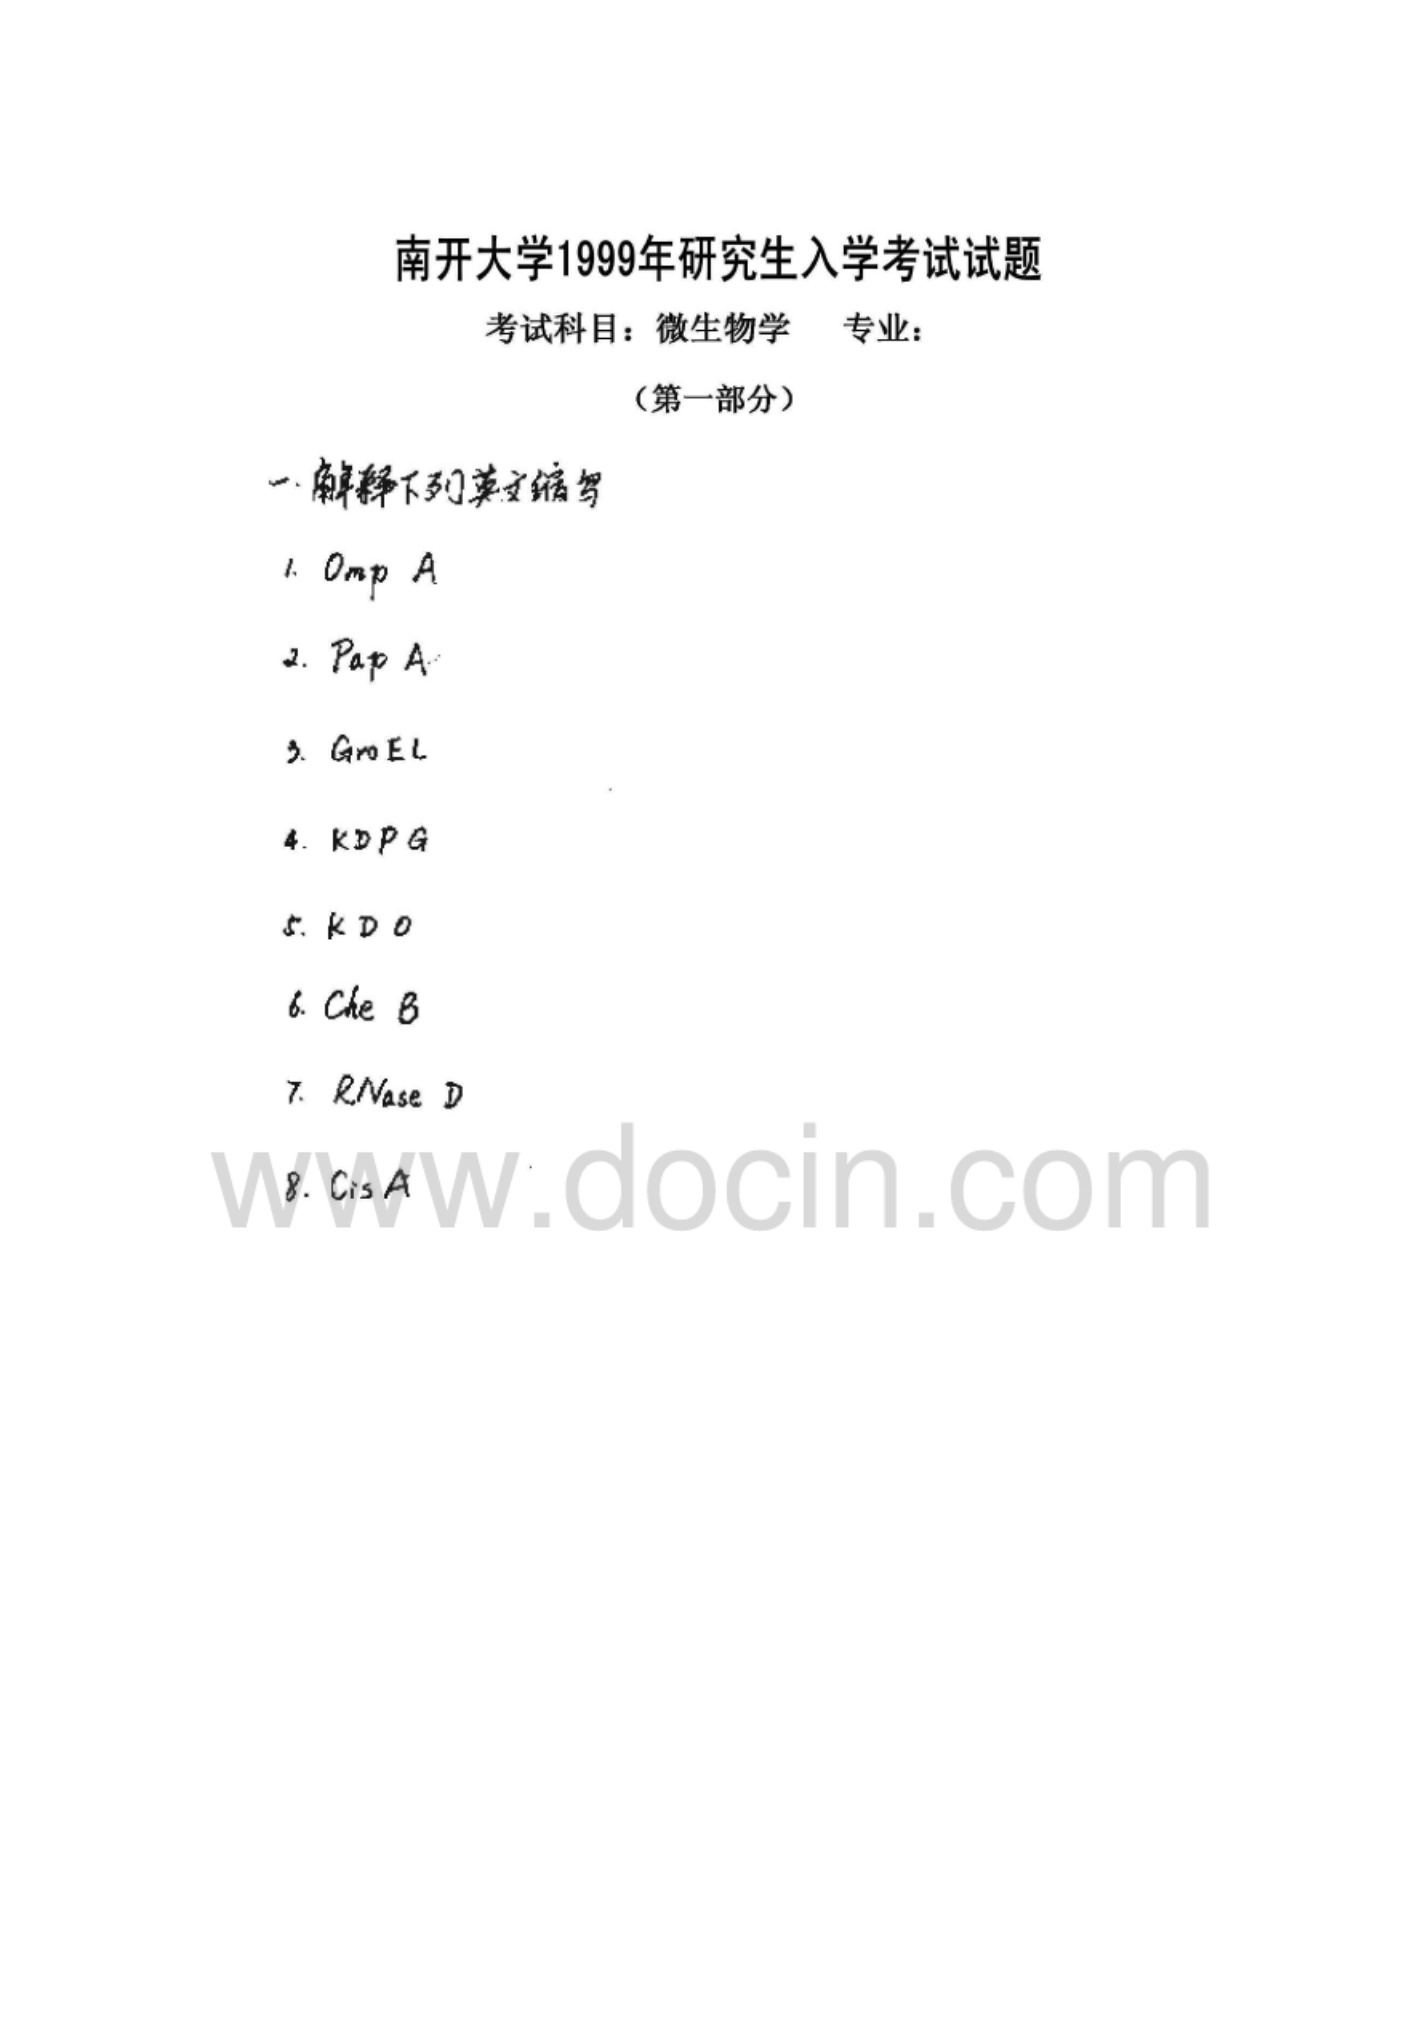 南开大学1999年研究生入学考试试题
考试科目：微生物学 专业：
（第一部分）
一. 解释下列英文缩写
1. Omp A
2. Pap A
3. GroEL
4. KDPG
5. KDO
6. Che B
7. RNase D
8. Cis A
www.docin.com